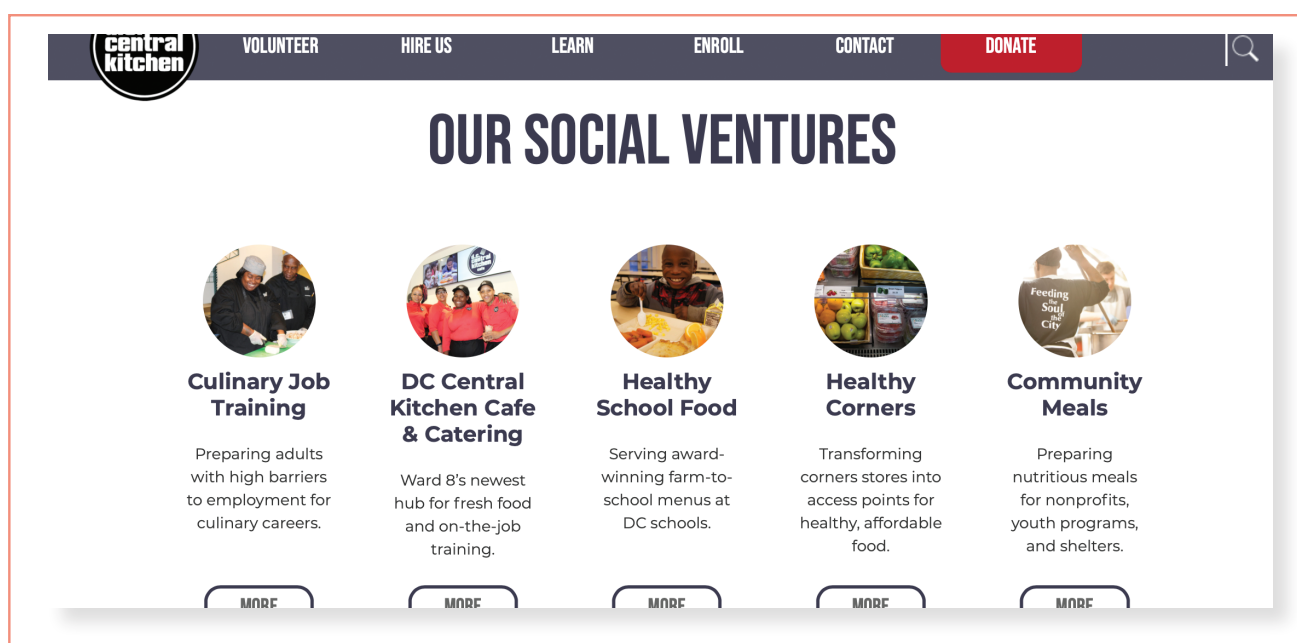 central
kitchen
VOLUNTEER
HIRE US
LEARN
ENROLL
CONTACT
DONATE
OUR SOCIAL VENTURES
central
Feeding
the
Soul
of
the
City
Culinary Job
Training
Preparing adults
with high barriers
to employment for
culinary careers.
MORE
DC Central
Kitchen Cafe
& Catering
Ward 8’s newest
hub for fresh food
and on-the-job
training.
MORE
Healthy
School Food
Serving award-
winning farm-to-
school menus at
DC schools.
MORE
Healthy
Corners
Transforming
corners stores into
access points for
healthy, affordable
food.
MORE
Community
Meals
Preparing
nutritious meals
for nonprofits,
youth programs,
and shelters.
MORE